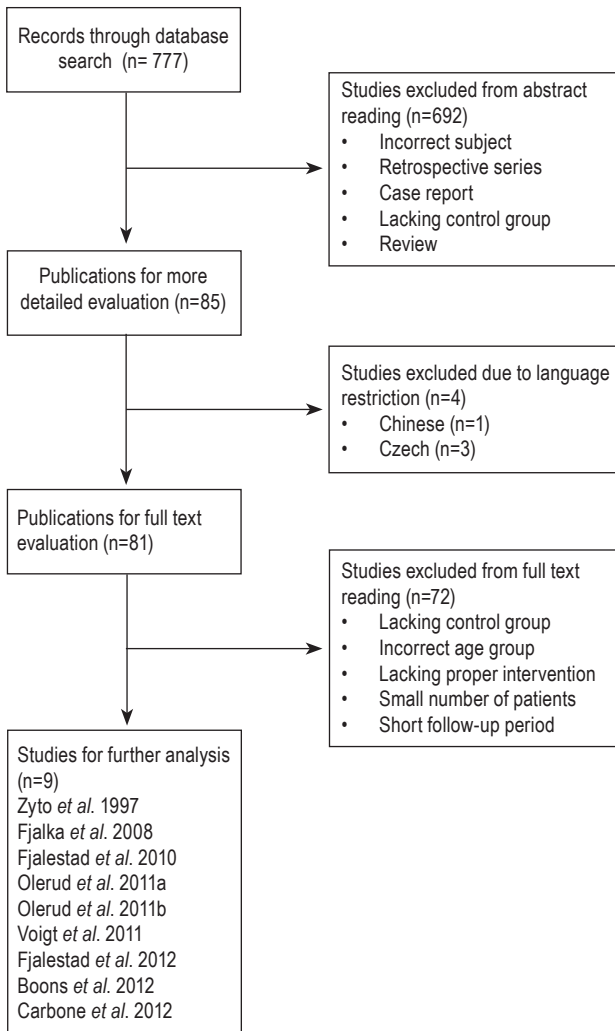 Records through database
search (n= 777)
Studies excluded from abstract
reading (n=692)
• Incorrect subject
• Retrospective series
• Case report
• Lacking control group
• Review
Publications for more
detailed evaluation (n=85)
Studies excluded due to language
restriction (n=4)
• Chinese (n=1)
• Czech (n=3)
Publications for full text
evaluation (n=81)
Studies excluded from full text
reading (n=72)
• Lacking control group
• Incorrect age group
• Lacking proper intervention
• Small number of patients
• Short follow-up period
Studies for further analysis
(n=9)
Zyto et al. 1997
Fjalka et al. 2008
Fjalestad et al. 2010
Olerud et al. 2011a
Olerud et al. 2011b
Voigt et al. 2011
Fjalestad et al. 2012
Boons et al. 2012
Carbone et al. 2012